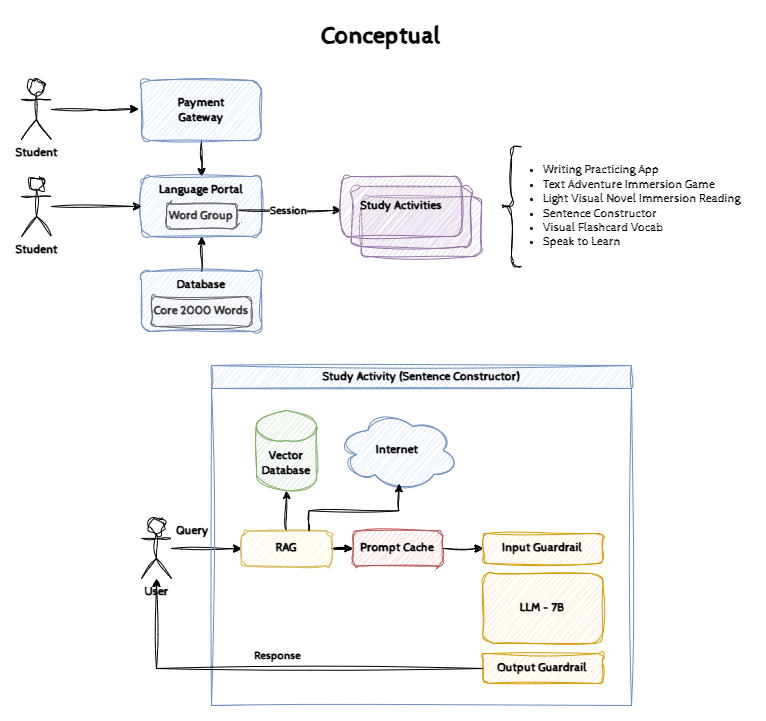 Conceptual
Payment
Gateway
Student
Language Portal
Word Group
Session
Study Activities
Student
Database
Core 2000 Words
Writing Practicing App
Text Adventure Immersion Game
Light Visual Novel Immersion Reading
Sentence Constructor
Visual Flashcard Vocab
Speak to Learn
Study Activity (Sentence Constructor)
Vector
Database
Internet
Query
RAG
Prompt Cache
Input Guardrail
User
LLM - 7B
Response
Output Guardrail